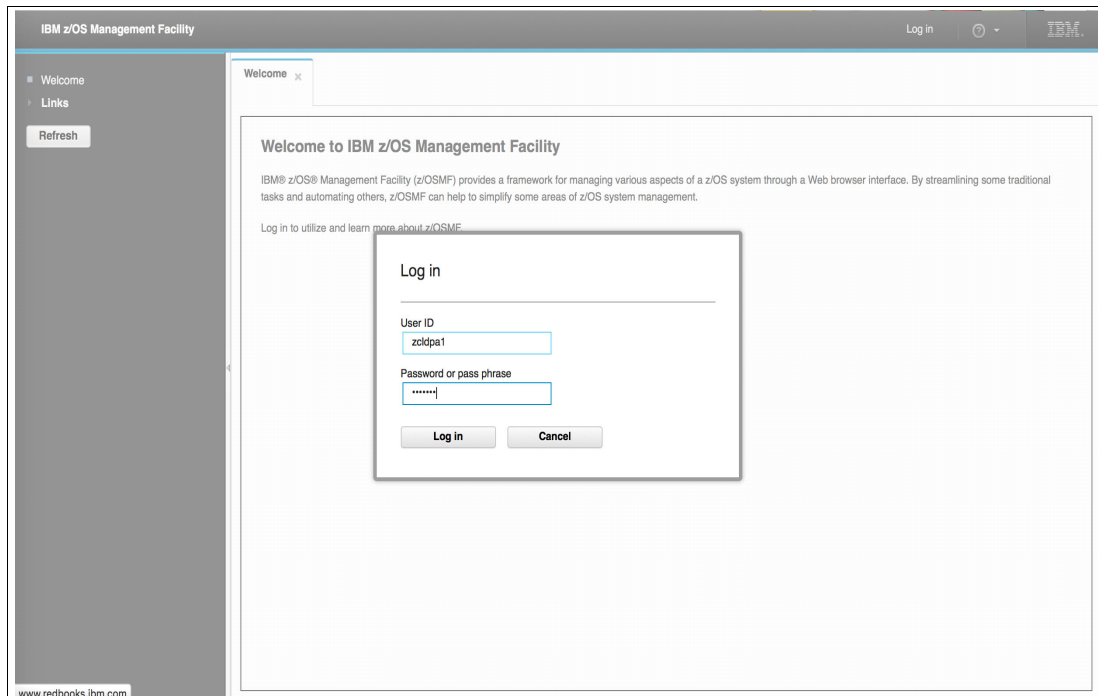 IBM z/OS Management Facility
Log in
IBM.
Welcome
Links
Refresh
Welcome
Welcome to IBM z/OS Management Facility
IBM® z/OS® Management Facility (z/OSMF) provides a framework for managing various aspects of a z/OS system through a Web browser interface. By streamlining some traditional
tasks and automating others, z/OSMF can help to simplify some areas of z/OS system management.
Log in to utilize and learn more about z/OSMF
Log in
User ID
zcldpa1
Password or pass phrase
•••••••
Log in Cancel
www.redbooks.ibm.com